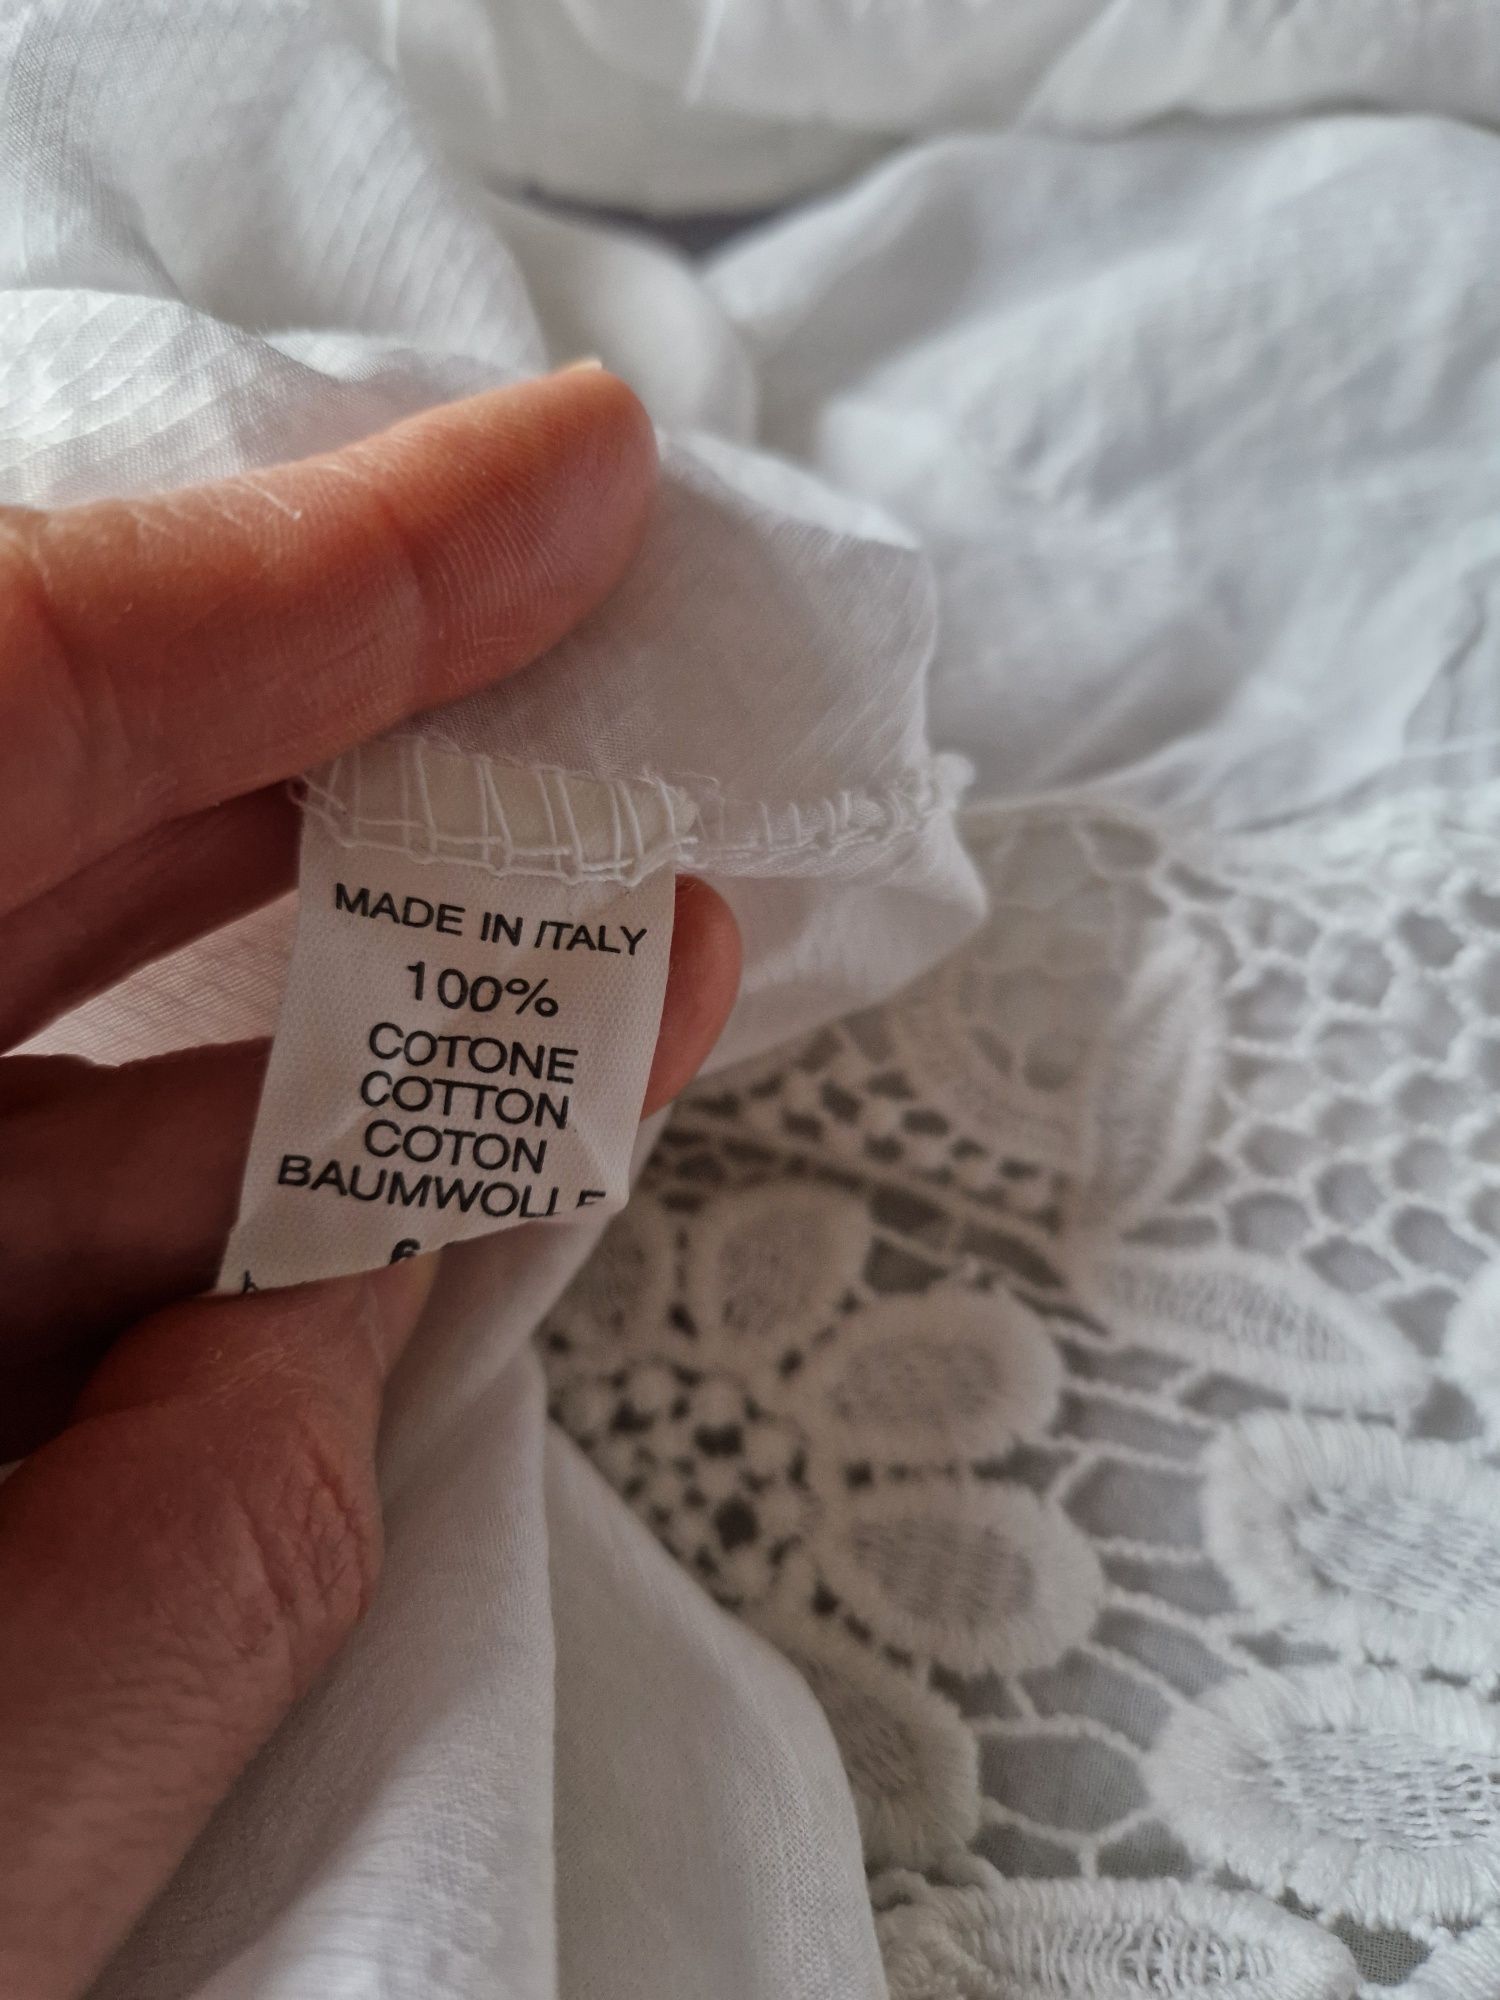 MADE IN ITALY
100%
COTONE
COTTON
COTON
BAUMWOLLE